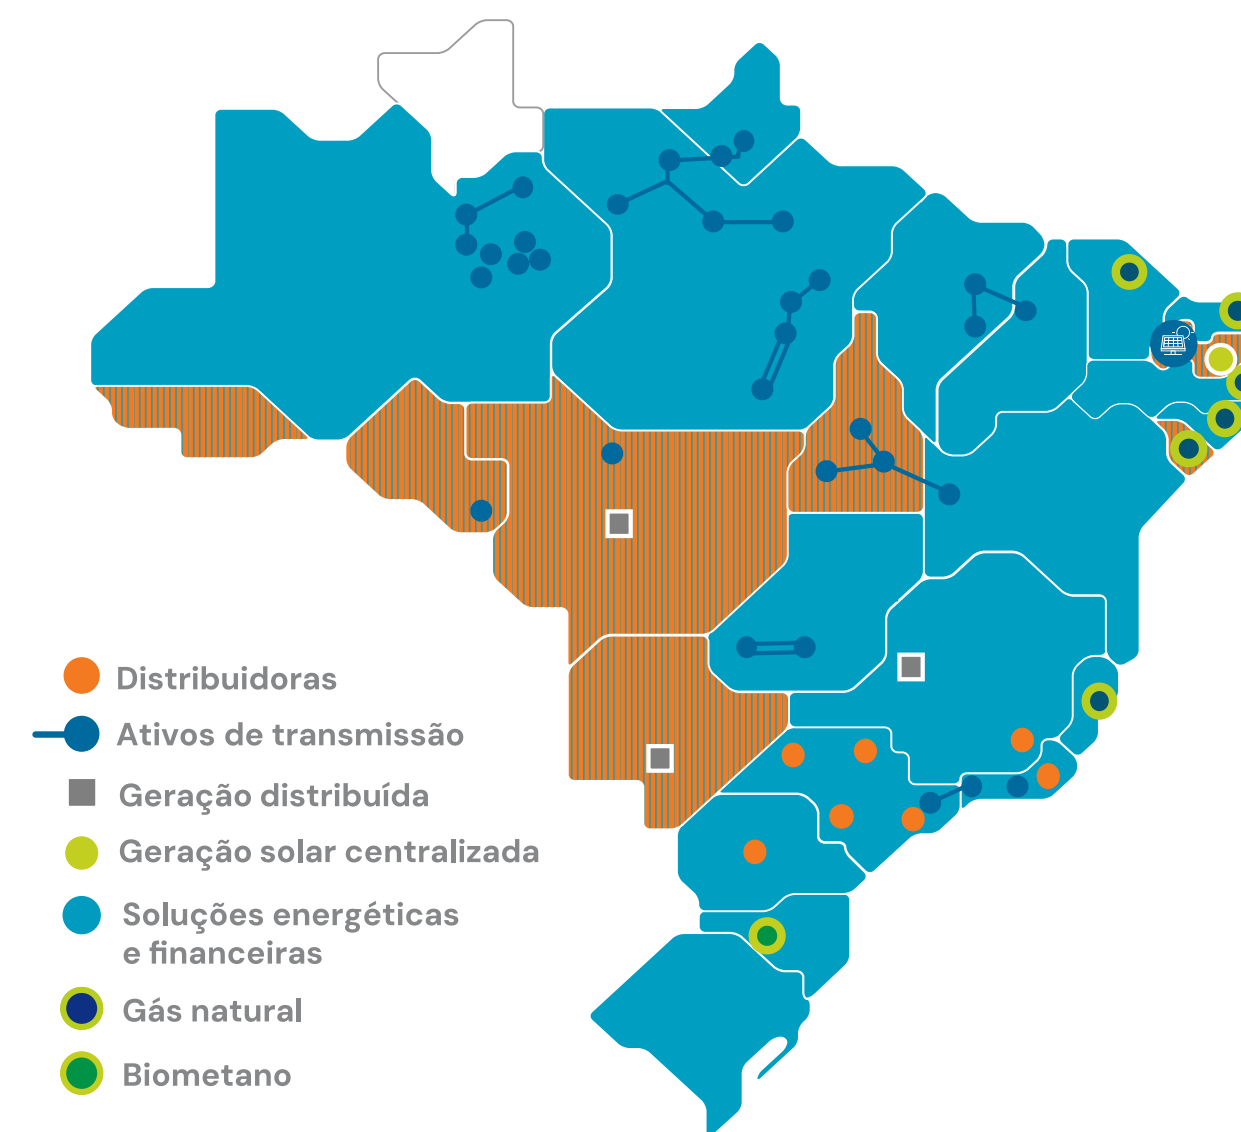 Distribuidoras
Ativos de transmissão
Geração distribuída
Geração solar centralizada
Soluções energéticas
e financeiras
Gás natural
Biometano